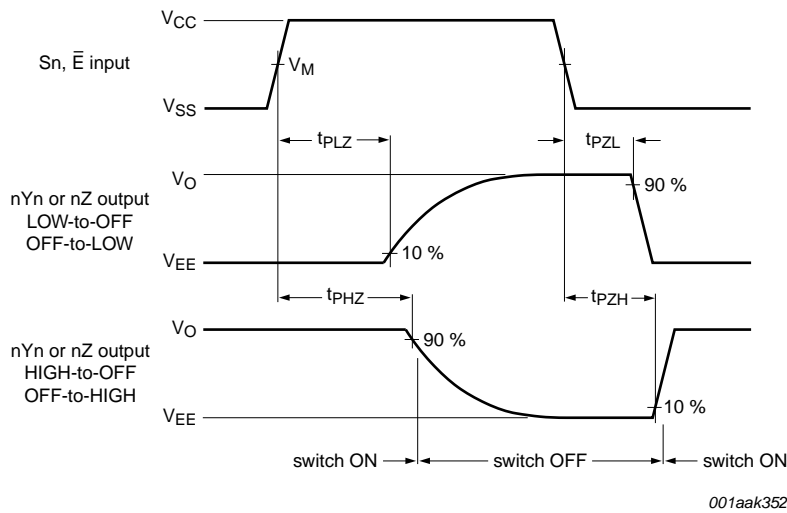 VCC
Sn, E̅ input
VM
VSS
tPLZ
tPZL
VO
nYn or nZ output
LOW-to-OFF
OFF-to-LOW
90 %
10 %
VEE
tPHZ
tPZH
VO
nYn or nZ output
HIGH-to-OFF
OFF-to-HIGH
90 %
10 %
VEE
switch ON
switch OFF
switch ON
001aak352